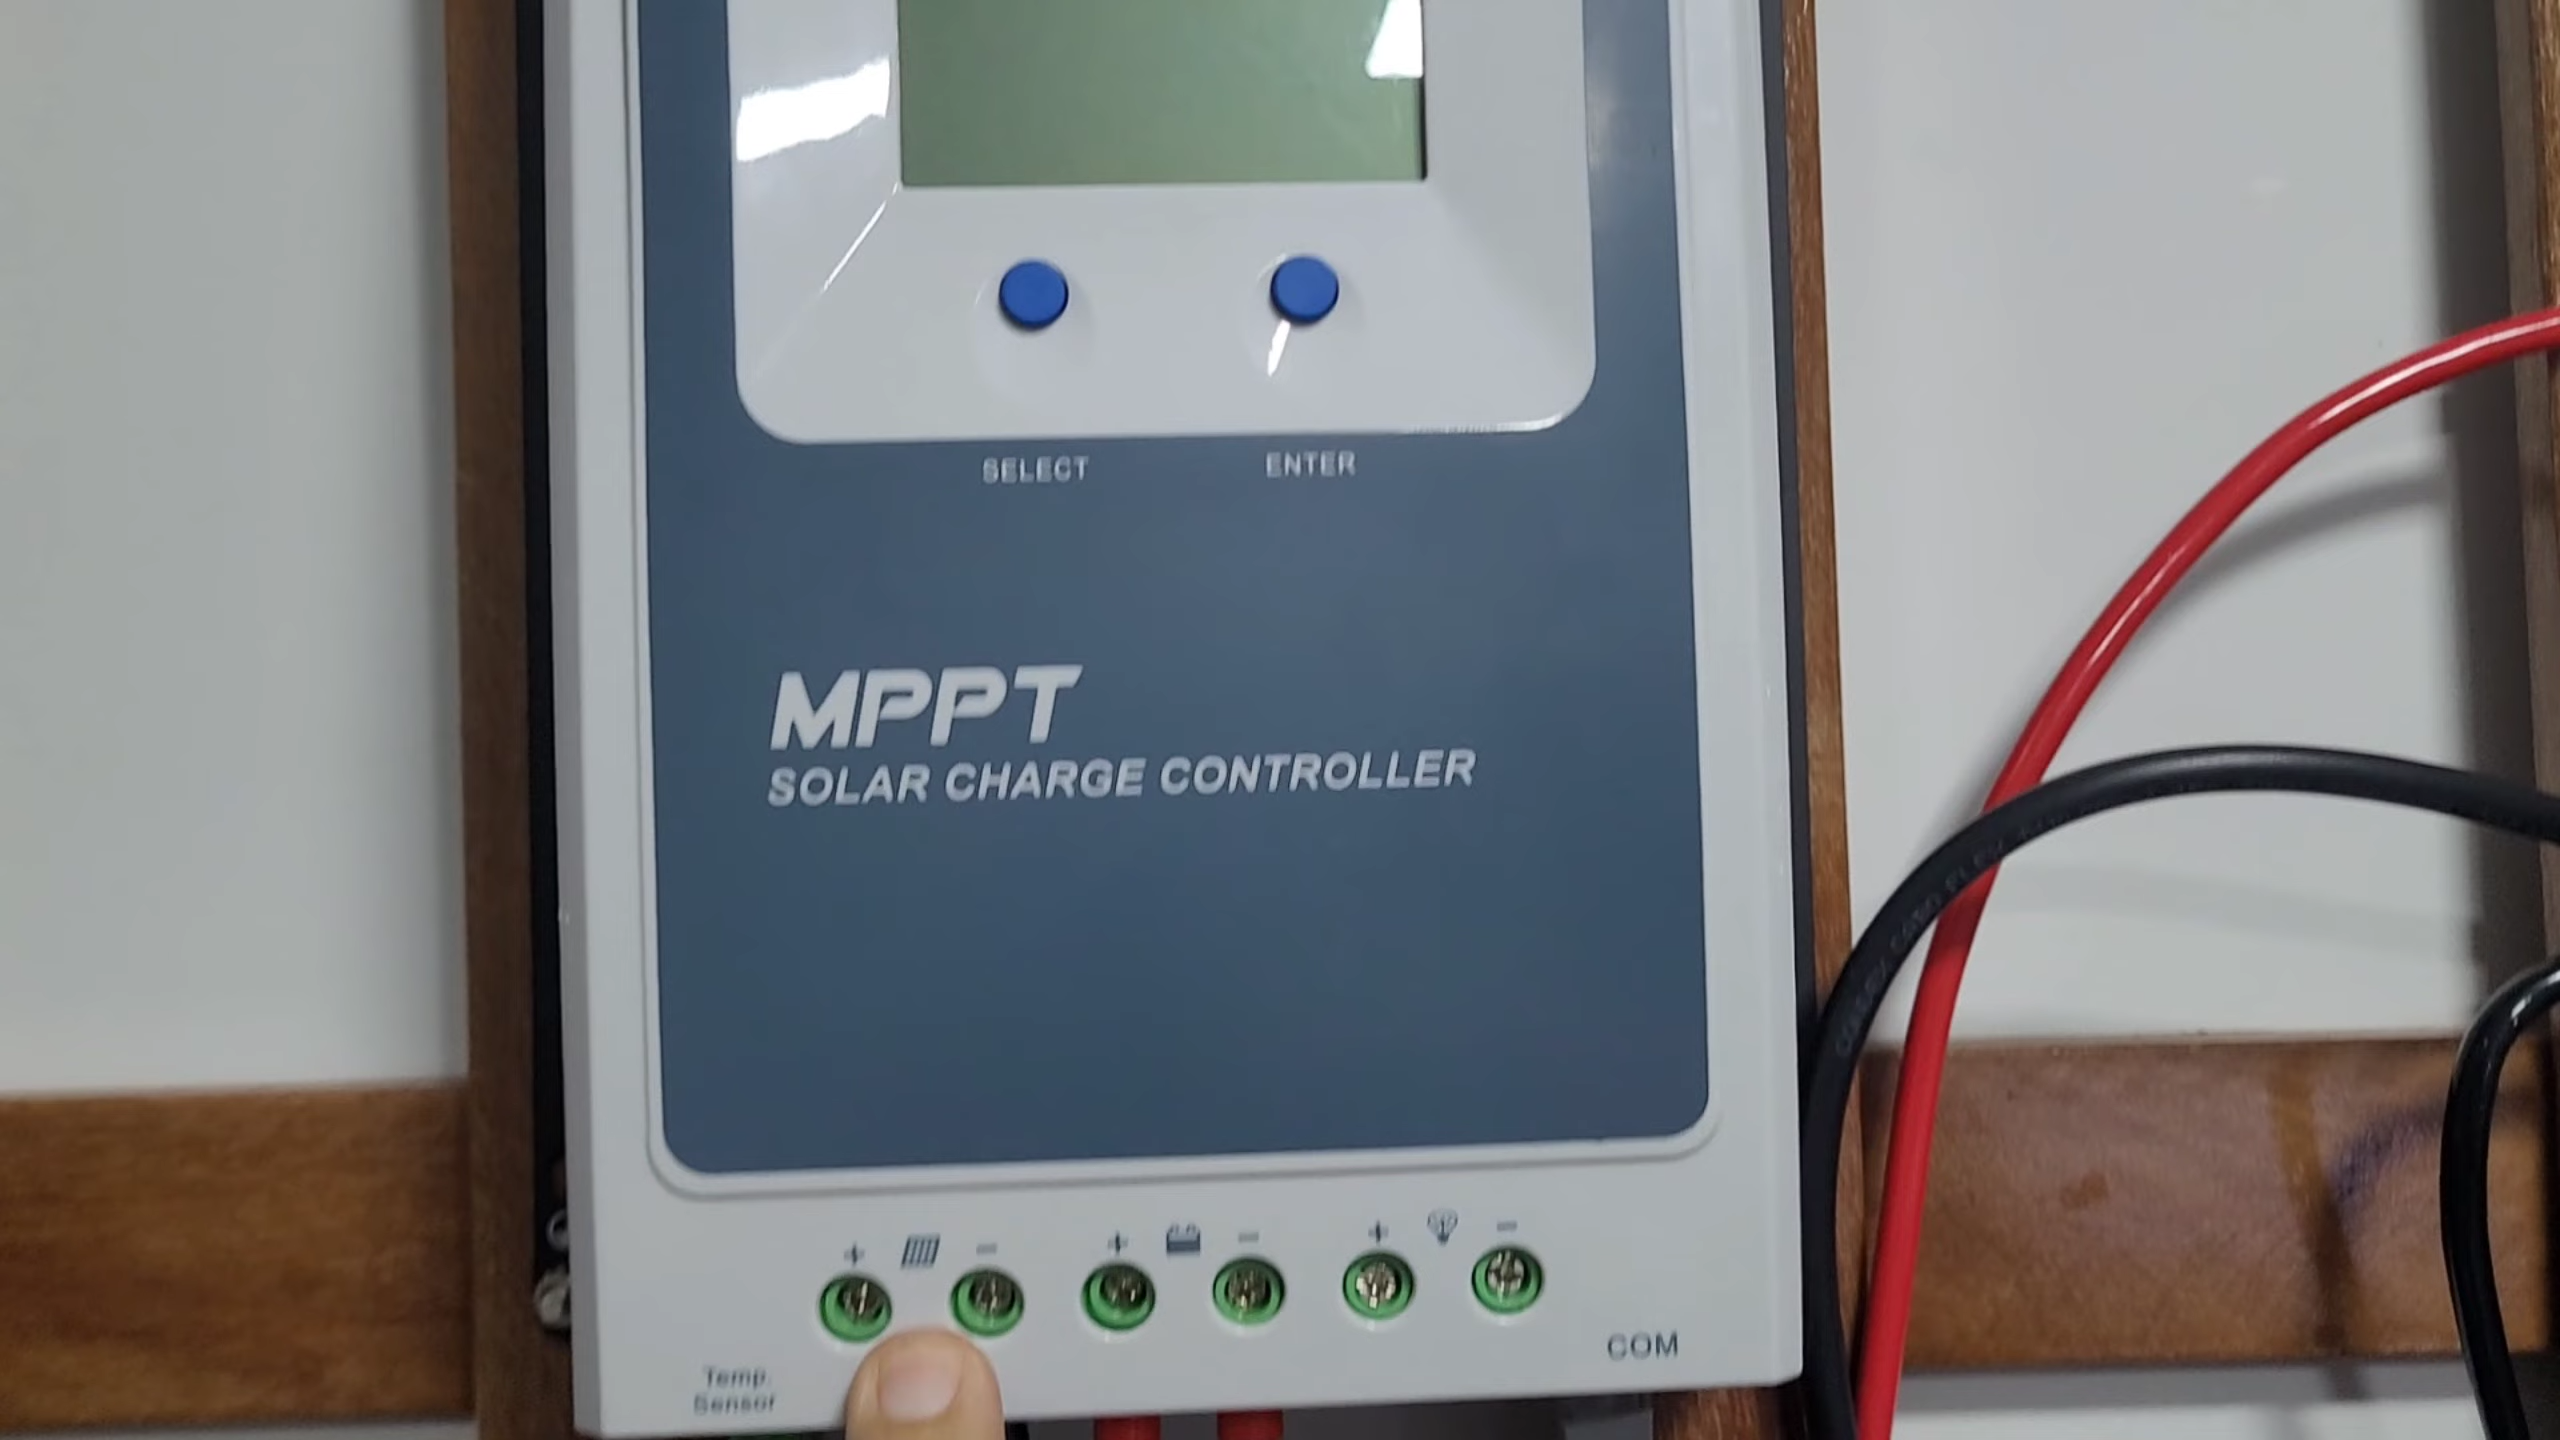 SELECT
ENTER
MPPT
SOLAR CHARGE CONTROLLER
+ - + - + -
COM
Temp.
Sensor